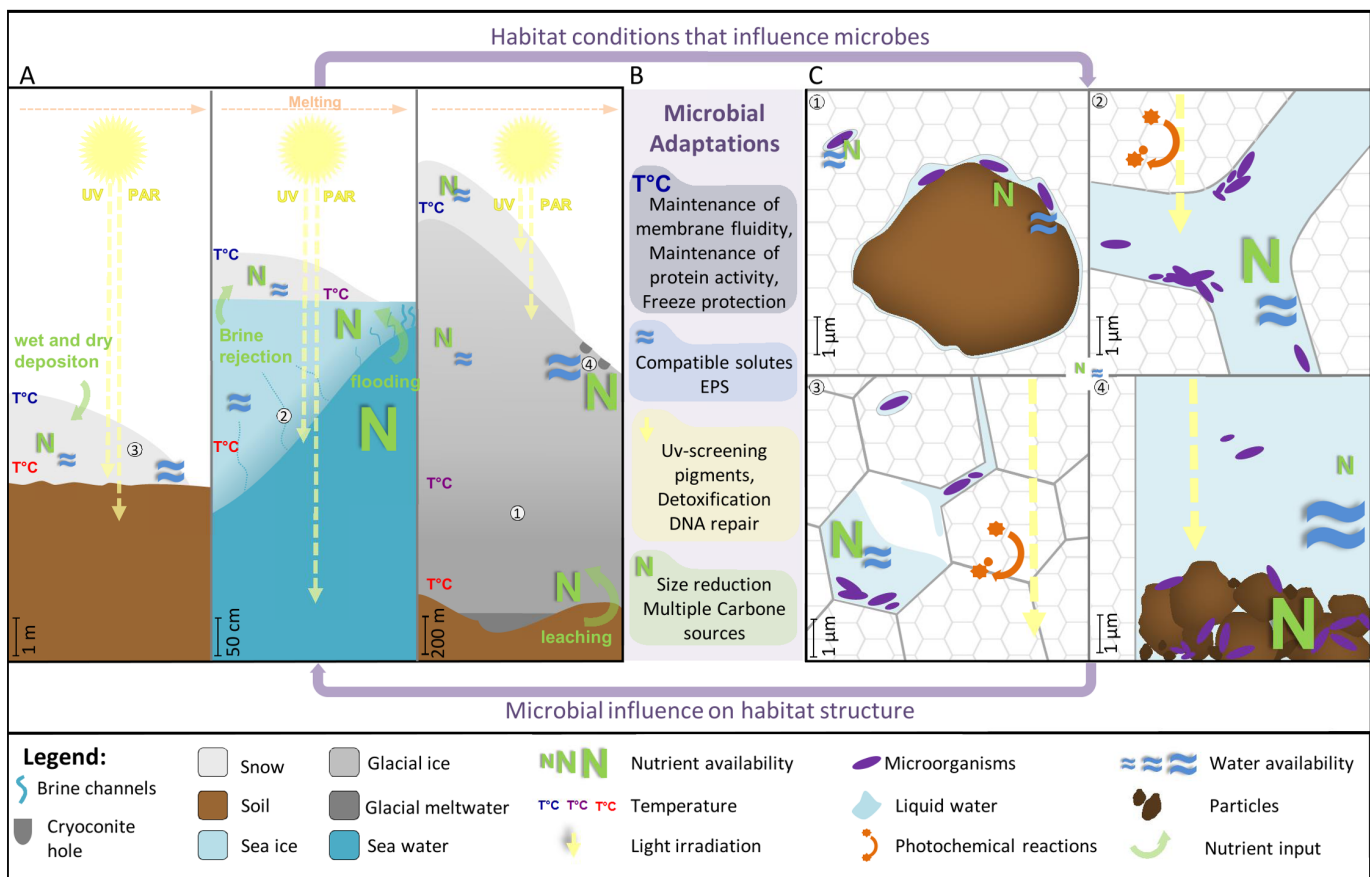 Habitat conditions that influence microbes
A
Melting
UV PAR
wet and dry
depositon
T°C
N
③
T°C
1 m
UV PAR
T°C
N
T°C
Brine
rejection
N
flooding
②
N
T°C
50 cm
N
T°C
UV PAR
N
④
N
T°C
①
T°C
N
leaching
200 m
B
Microbial
Adaptations
T°C
Maintenance of
membrane fluidity,
Maintenance of
protein activity,
Freeze protection
Compatible solutes
EPS
Uv-screening
pigments,
Detoxification
DNA repair
N
Size reduction
Multiple Carbone
sources
C
①
N
N
1 µm
②
N
1 µm
N
③
N
1 µm
④
N
N
1 µm
Microbial influence on habitat structure
Legend:
Brine channels
Cryoconite
hole
Snow
Soil
Sea ice
Glacial ice
Glacial meltwater
Sea water
N N N Nutrient availability
T°C T°C T°C Temperature
Light irradiation
Microorganisms
Liquid water
Photochemical reactions
Water availability
Particles
Nutrient input